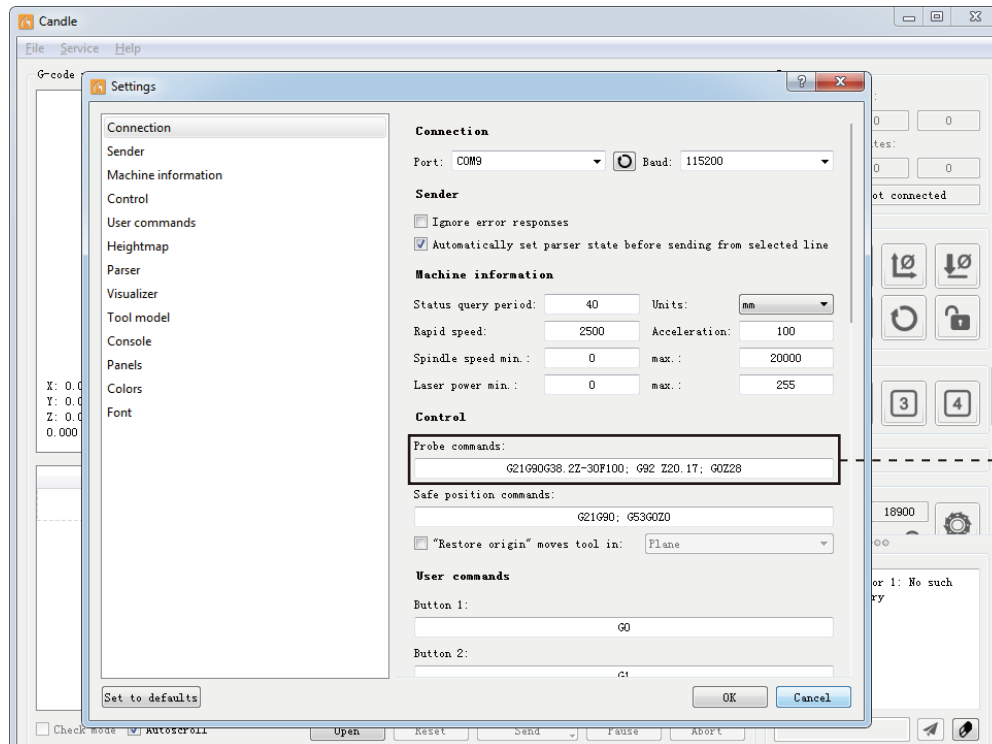 Candle
File Service Help
G-code
Settings
Connection
Sender
Machine information
Control
User commands
Heightmap
Parser
Visualizer
Tool model
Console
Panels
Colors
Font
Connection
Port: COM9 Baud: 115200
Sender
Ignore error responses
Automatically set parser state before sending from selected line
Machine information
Status query period: 40 Units: mm
Rapid speed: 2500 Acceleration: 100
Spindle speed min.: 0 max.: 20000
Laser power min.: 0 max.: 255
Control
Probe commands:
G21G90G38.2Z-30F100; G92 Z20.17; G0Z28
Safe position commands:
G21G90; G53G0Z0
"Restore origin" moves tool in: Plane
User commands
Button 1:
G0
Button 2:
G1
Set to defaults OK Cancel
X: 0.0
Y: 0.0
Z: 0.0
0.000
0 0
tes:
0 0
ot connected
3 4
18900
or 1: No such
ry
Check mode Autoscroll Open Reset Send Pause Abort